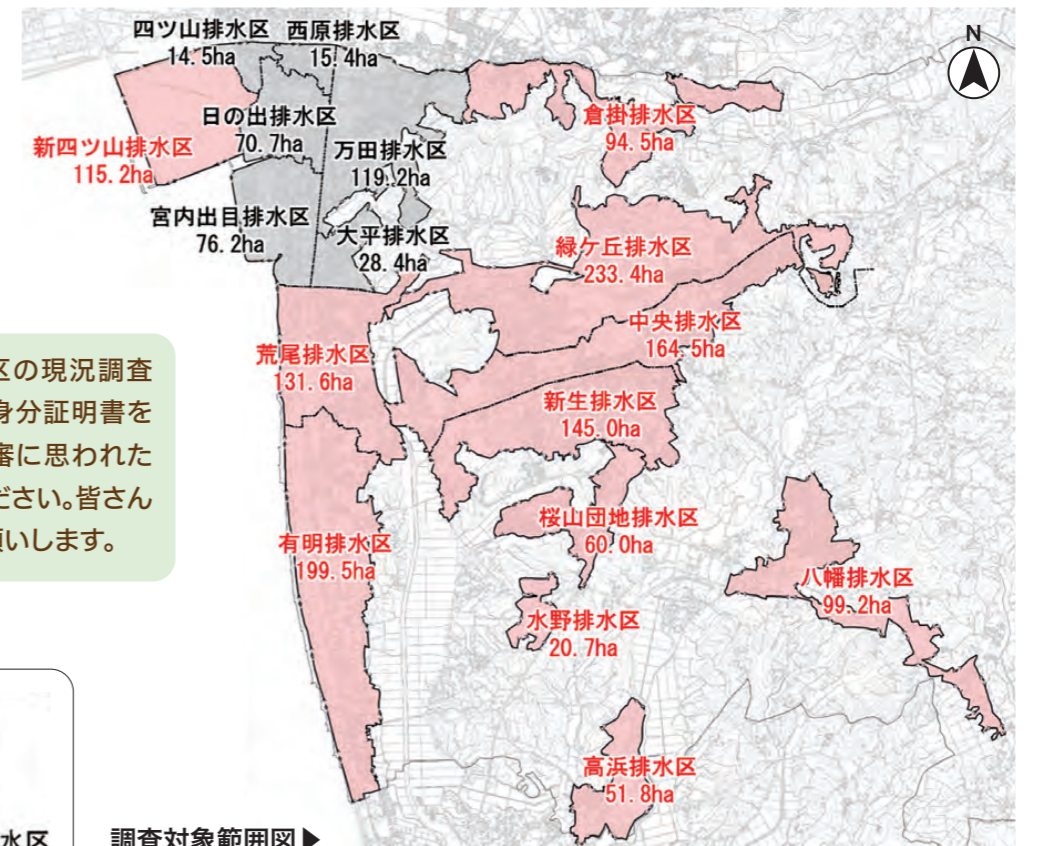 四ツ山排水区 西原排水区
14.5ha 15.4ha
N
日の出排水区
70.7ha
倉掛排水区
94.5ha
新四ツ山排水区
115.2ha
万田排水区
119.2ha
宮内出目排水区
76.2ha
大平排水区
28.4ha
緑ケ丘排水区
233.4ha
中央排水区
164.5ha
荒尾排水区
131.6ha
区の現況調査
身分証明書を
審に思われた
ださい。皆さん
願いします。
新生排水区
145.0ha
桜山団地排水区
60.0ha
有明排水区
199.5ha
八幡排水区
99.2ha
水野排水区
20.7ha
高浜排水区
51.8ha
水区
調査対象範囲図▶